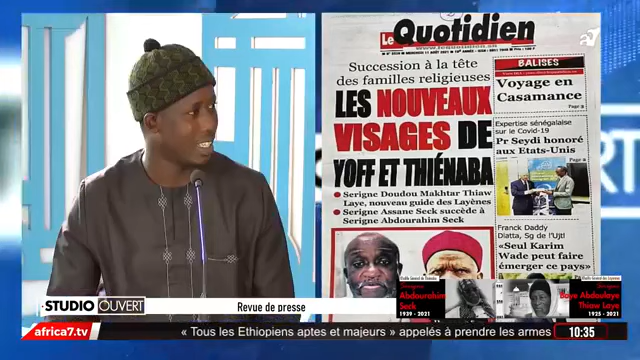 Le Quotidien
BALISES
Succession à la tête
des familles religieuses
LES NOUVEAUX
VISAGES DE
YOFF ET THIÉNABA
Serigne Doudou Makhtar Thiaw
Laye, nouveau guide des Layènes
Serigne Assane Seck succède à
Serigne Abdourahim Seck
Voyage en
Casamance
Expertise sénégalaise
sur le Covid-19
Pr Seydi honoré
aux Etats-Unis
Franck Daddy
Diatta, Sg de l'Ujtl
«Seul Karim
Wade peut faire
émerger ce pays»
Serigne
Abdourahim
Seck
1939 - 2021
Baye Abdoulaye
Thiaw Laye
1925 - 2021
STUDIO OUVERT
Revue de presse
africa7.tv
« Tous les Ethiopiens aptes et majeurs » appelés à prendre les armes
10:35